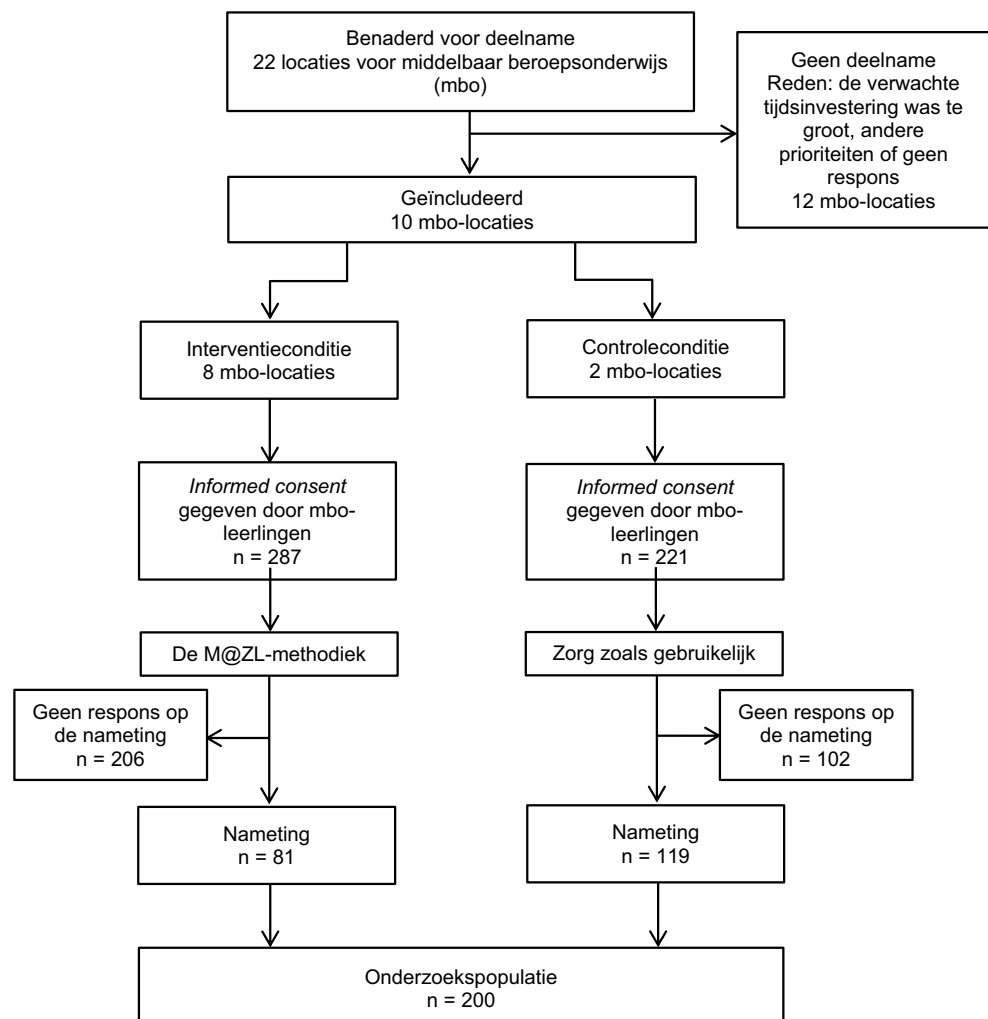 Benaderd voor deelname
22 locaties voor middelbaar beroepsonderwijs
(mbo)
Geen deelname
Reden: de verwachte
tijdsinvestering was te
groot, andere
prioriteiten of geen
respons
12 mbo-locaties
Geïncludeerd
10 mbo-locaties
Interventieconditie
8 mbo-locaties
Controleconditie
2 mbo-locaties
Informed consent
gegeven door mbo-
leerlingen
n = 287
Informed consent
gegeven door mbo-
leerlingen
n = 221
De M@ZL-methodiek
Zorg zoals gebruikelijk
Geen respons op
de nameting
n = 206
Geen respons op
de nameting
n = 102
Nameting
n = 81
Nameting
n = 119
Onderzoekspopulatie
n = 200